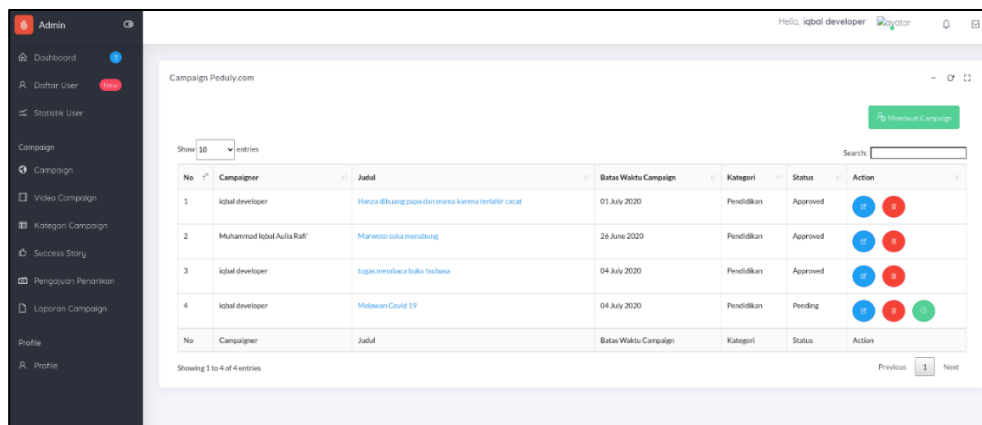 Admin
Hello, iqbal developer
avatar
Dashboard
Daftar User New
Statistik User
Campaign
Campaign
Video Campaign
Kategori Campaign
Success Story
Pengajuan Penarikan
Laporan Campaign
Profile
Profile
Campaign Peduly.com
Membuat Campaign
Show 10 entries
Search:
No Campaigner Judul Batas Waktu Campaign Kategori Status Action
1 iqbal developer Hanza dibuang papa dan mama karena terlahir cacat 01 July 2020 Pendidikan Approved
2 Muhammad Iqbal Aulia Rafi' Marwoto suka menabung 26 June 2020 Pendidikan Approved
3 iqbal developer tugas membaca buku tsubasa 04 July 2020 Pendidikan Approved
4 iqbal developer Melawan Covid 19 04 July 2020 Pendidikan Pending
No Campaigner Judul Batas Waktu Campaign Kategori Status Action
Showing 1 to 4 of 4 entries
Previous 1 Next